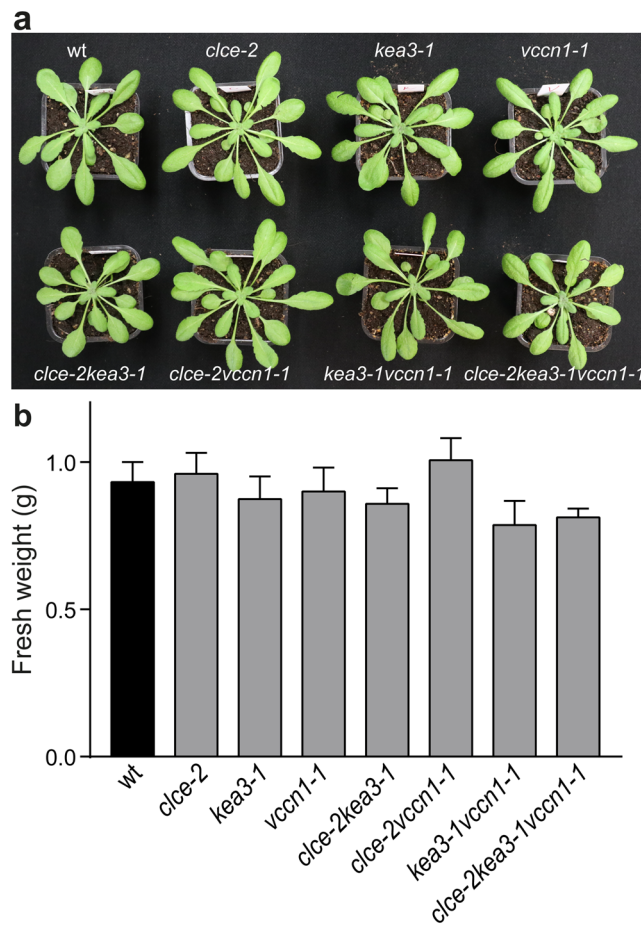 a
wt clce-2 kea3-1 vccn1-1
clce-2kea3-1 clce-2vccn1-1 kea3-1vccn1-1 clce-2kea3-1vccn1-1
b
Fresh weight (g)
1.0
0.5
0.0
wt
clce-2
kea3-1
vccn1-1
clce-2kea3-1
clce-2vccn1-1
kea3-1vccn1-1
clce-2kea3-1vccn1-1